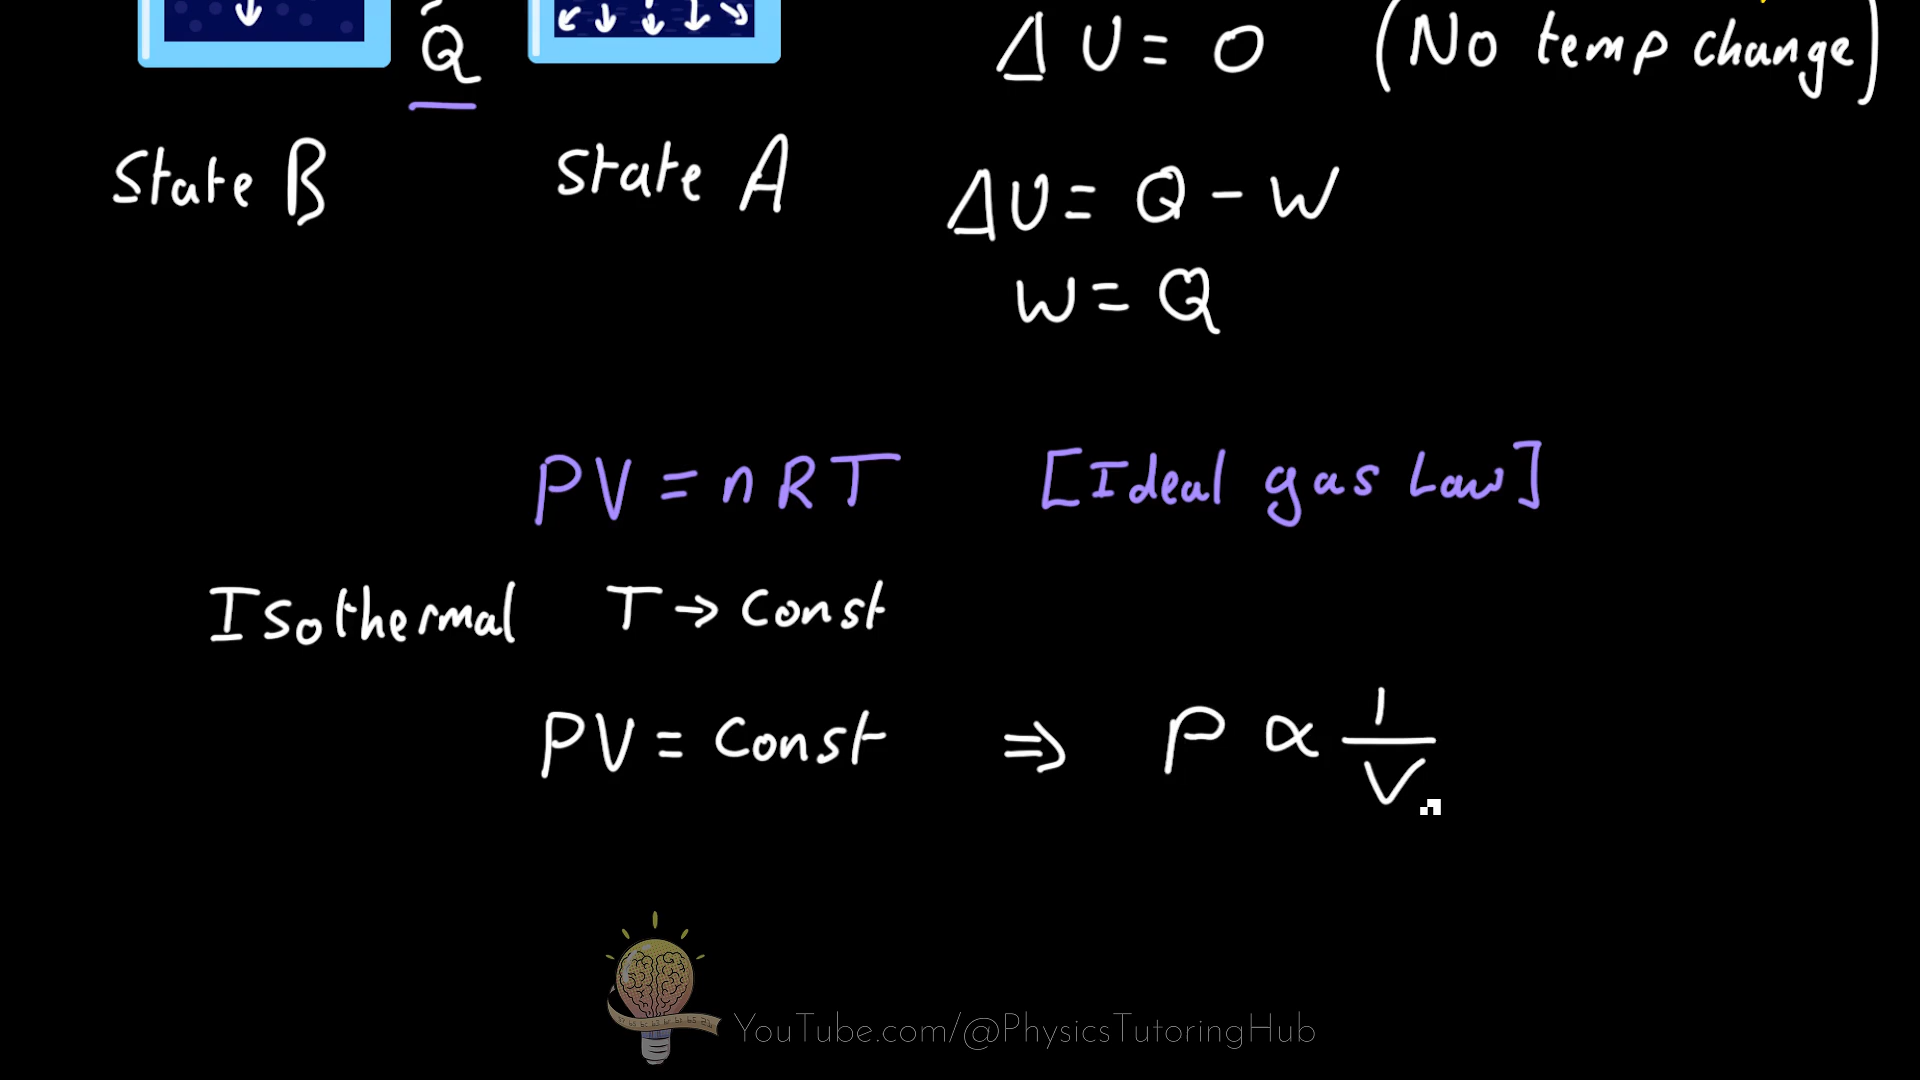 Q
ΔU = 0 (No temp change)
State B
State A
ΔU = Q - W
W = Q
PV = nRT [Ideal gas Law]
Isothermal T → Const
PV = Const ⇒ P ∝ 1/V
YouTube.com/@PhysicsTutoringHub